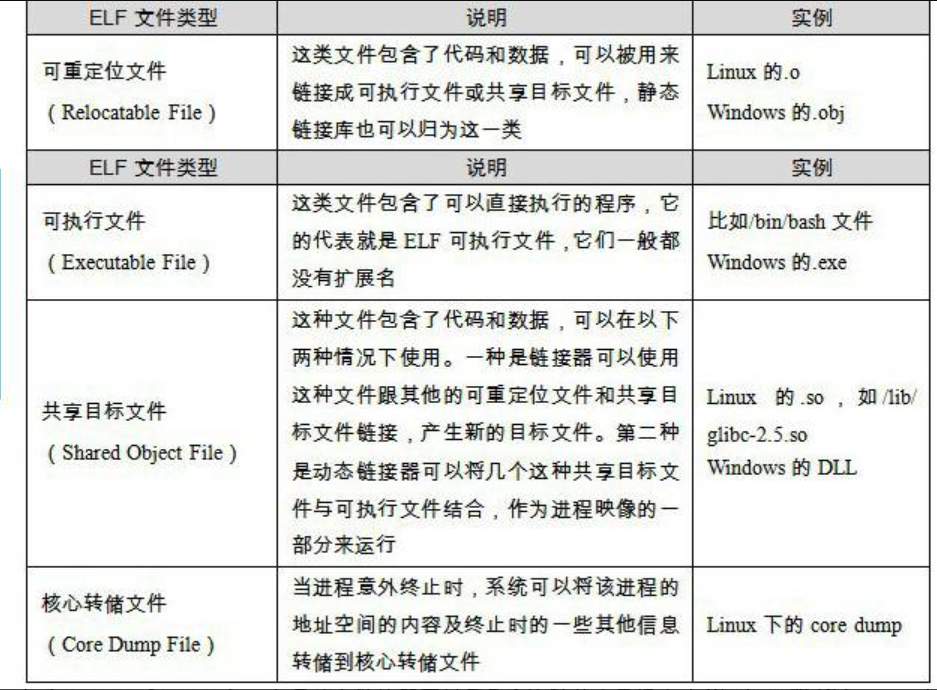 ELF 文件类型 说明 实例
可重定位文件
（Relocatable File）
这类文件包含了代码和数据，可以被用来
链接成可执行文件或共享目标文件，静态
链接库也可以归为这一类
Linux 的.o
Windows 的.obj
ELF 文件类型 说明 实例
可执行文件
（Executable File）
这类文件包含了可以直接执行的程序，它
的代表就是 ELF 可执行文件，它们一般都
没有扩展名
比如/bin/bash 文件
Windows 的.exe
共享目标文件
（Shared Object File）
这种文件包含了代码和数据，可以在以下
两种情况下使用。一种是链接器可以使用
这种文件跟其他的可重定位文件和共享目
标文件链接，产生新的目标文件。第二种
是动态链接器可以将几个这种共享目标文
件与可执行文件结合，作为进程映像的一
部分来运行
Linux 的.so，如/lib/
glibc-2.5.so
Windows 的 DLL
核心转储文件
（Core Dump File）
当进程意外终止时，系统可以将该进程的
地址空间的内容及终止时的一些其他信息
转储到核心转储文件
Linux 下的 core dump